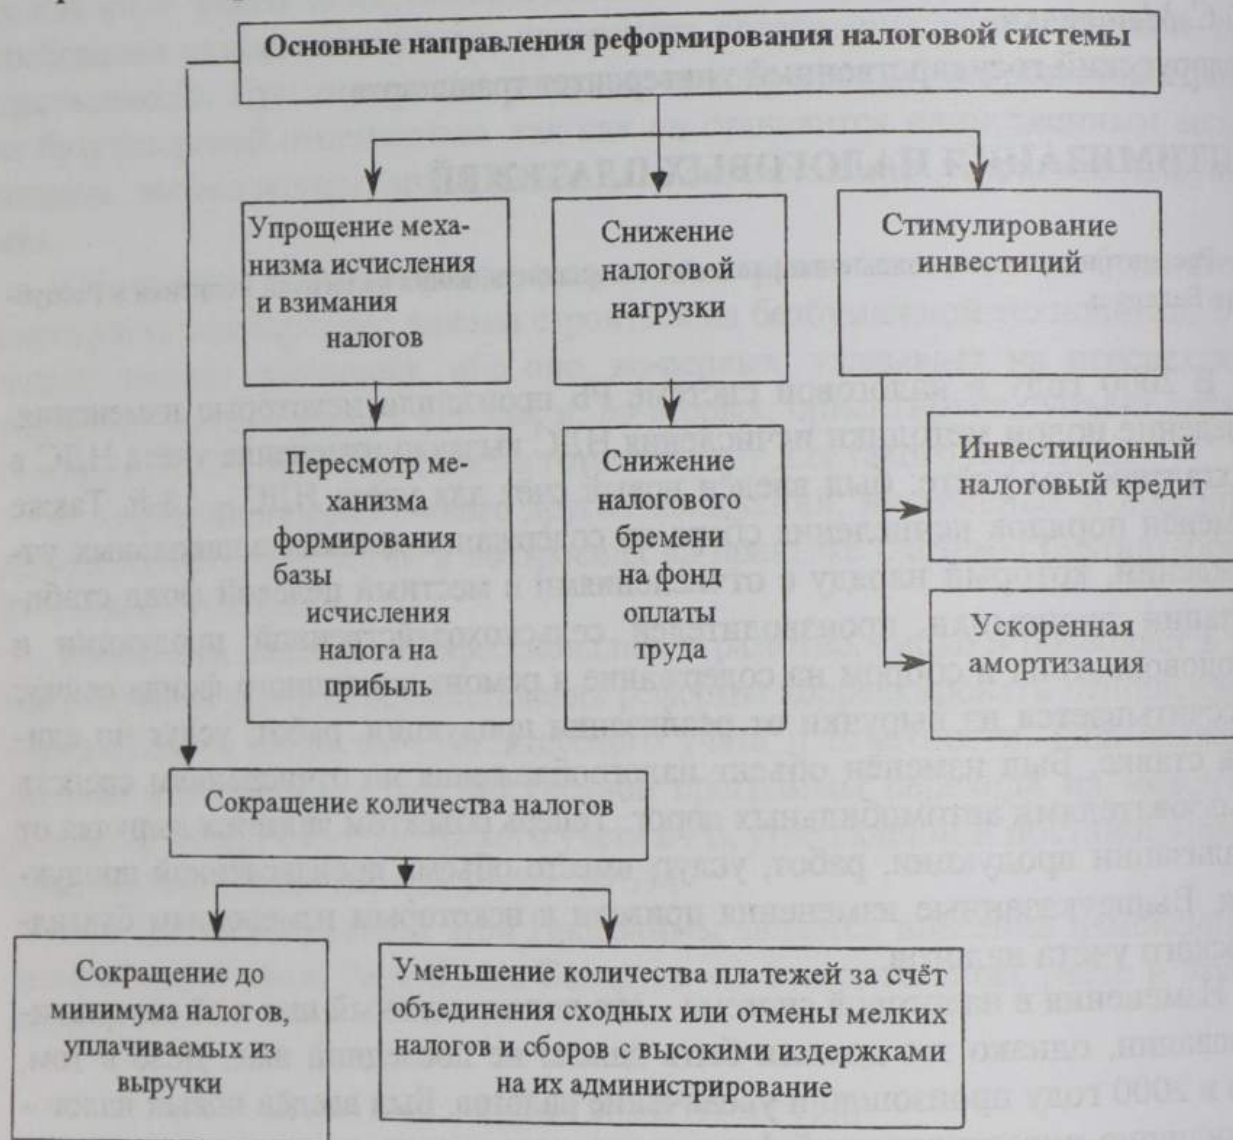 Основные направления реформирования налоговой системы
Упрощение меха-
низма исчисления
и взимания
налогов
Снижение
налоговой
нагрузки
Стимулирование
инвестиций
Пересмотр ме-
ханизма
формирования
базы
исчисления
налога на
прибыль
Снижение
налогового
бремени
на фонд
оплаты
труда
Инвестиционный
налоговый кредит
Ускоренная
амортизация
Сокращение количества налогов
Сокращение до
минимума налогов,
уплачиваемых из
выручки
Уменьшение количества платежей за счёт
объединения сходных или отмены мелких
налогов и сборов с высокими издержками
на их администрирование